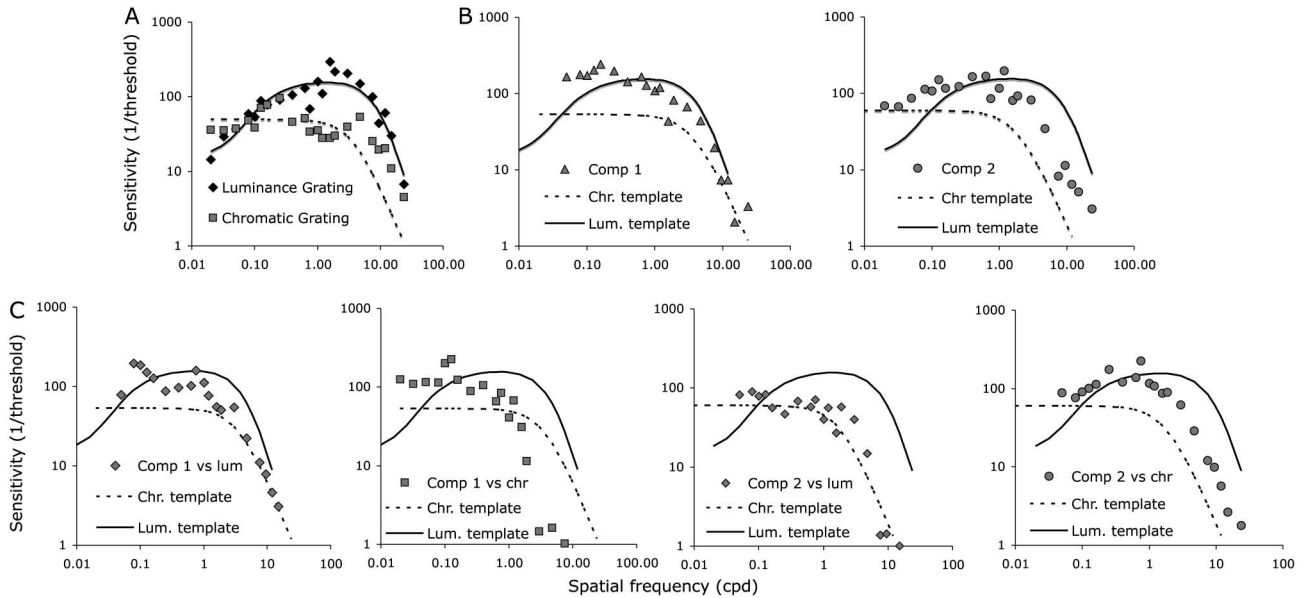 A
B
Sensitivity (1/threshold)
1000
100
10
1
0.01
0.10
1.00
10.00
100.00
Luminance Grating
Chromatic Grating
1000
100
10
1
0.01
0.10
1.00
10.00
100.00
Comp 1
Chr. template
Lum. template
1000
100
10
1
0.01
0.10
1.00
10.00
100.00
Comp 2
Chr template
Lum template
C
Sensitivity (1/threshold)
1000
100
10
1
0.01
0.1
1
10
100
Comp 1 vs lum
Chr. template
Lum. template
1000
100
10
1
0.01
0.10
1.00
10.00
100.00
Comp 1 vs chr
Chr. template
Lum. template
1000
100
10
1
0.01
0.1
1
10
100
Comp 2 vs lum
Chr. template
Lum. template
1000
100
10
1
0.01
0.1
1
10
100
Comp 2 vs chr
Chr. template
Lum. template
Spatial frequency (cpd)